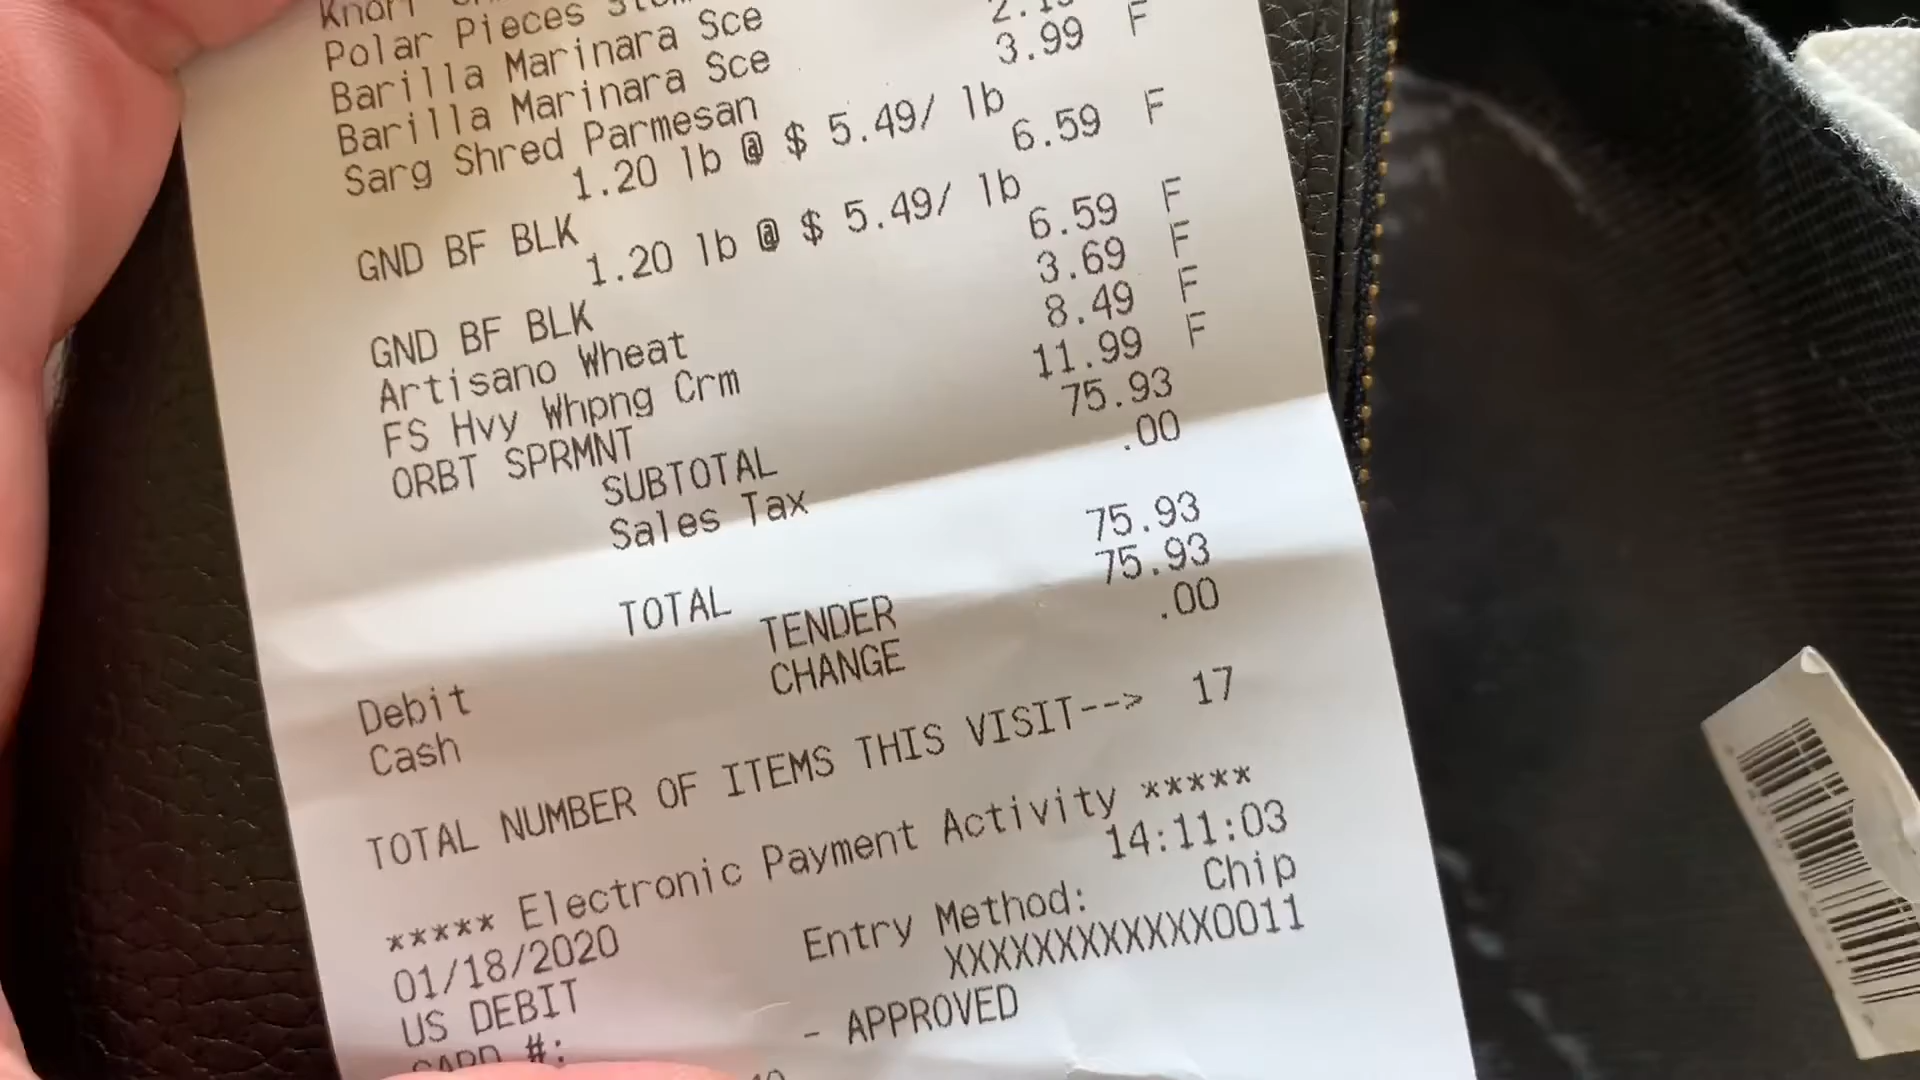 Knorr
Polar Pieces
Barilla Marinara Sce
Barilla Marinara Sce
Sarg Shred Parmesan 3.99 F
1.20 lb @ $ 5.49/ lb
GND BF BLK 6.59 F
1.20 lb @ $ 5.49/ lb
GND BF BLK 6.59 F
Artisano Wheat 3.69 F
FS Hvy Whpng Crm 8.49 F
ORBT SPRMNT 11.99 F
SUBTOTAL 75.93
Sales Tax .00
TOTAL 75.93
Debit TENDER 75.93
Cash CHANGE .00
TOTAL NUMBER OF ITEMS THIS VISIT--> 17
***** Electronic Payment Activity *****
01/18/2020 14:11:03
US DEBIT Entry Method: Chip
CARD #: XXXXXXXXXXXX0011
- APPROVED